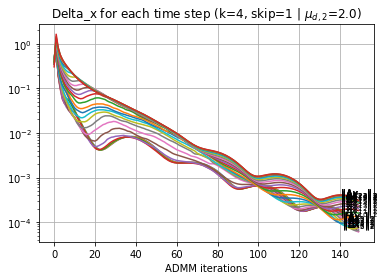 Delta_x for each time step (k=4, skip=1 | μ_{d,2}=2.0)
10⁰
10⁻¹
10⁻²
10⁻³
10⁻⁴
0 20 40 60 80 100 120 140
ADMM iterations